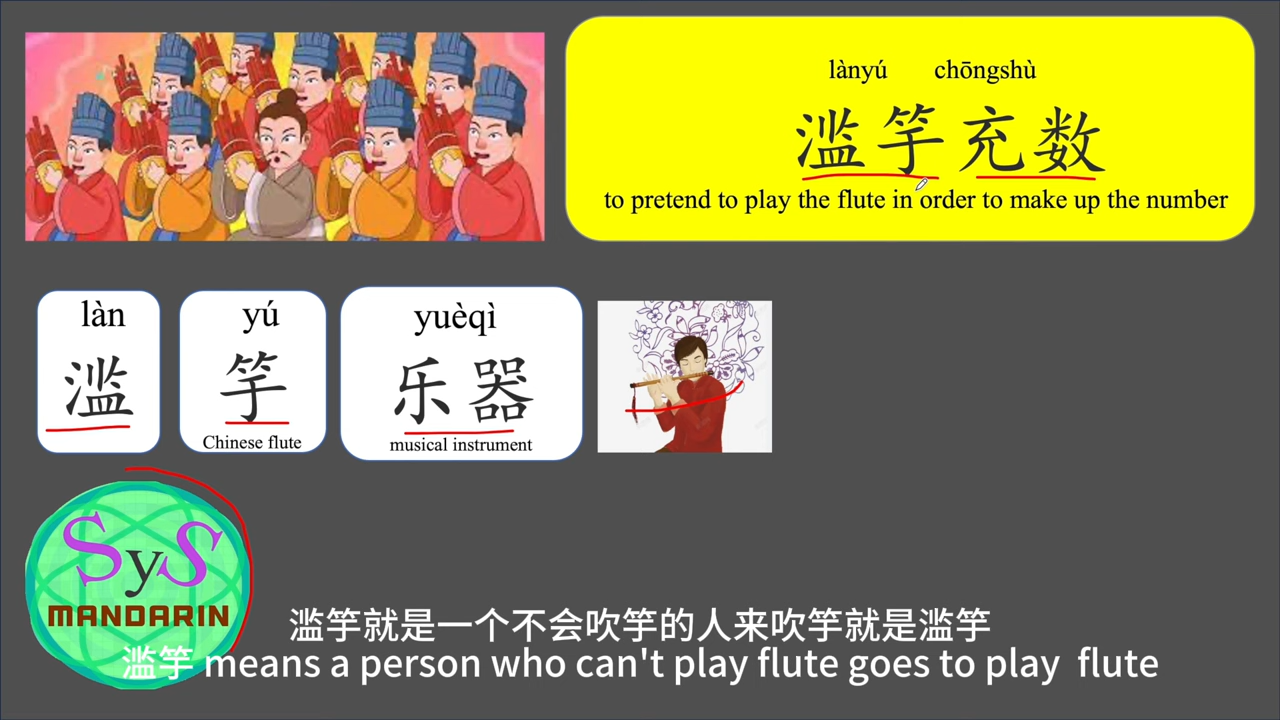 lànyú chōngshù
滥竽充数
to pretend to play the flute in order to make up the number
làn
滥
yú
竽
Chinese flute
yuèqì
乐器
musical instrument
SyS
MANDARIN
滥竽就是一个不会吹竽的人来吹竽就是滥竽
滥竽 means a person who can't play flute goes to play flute